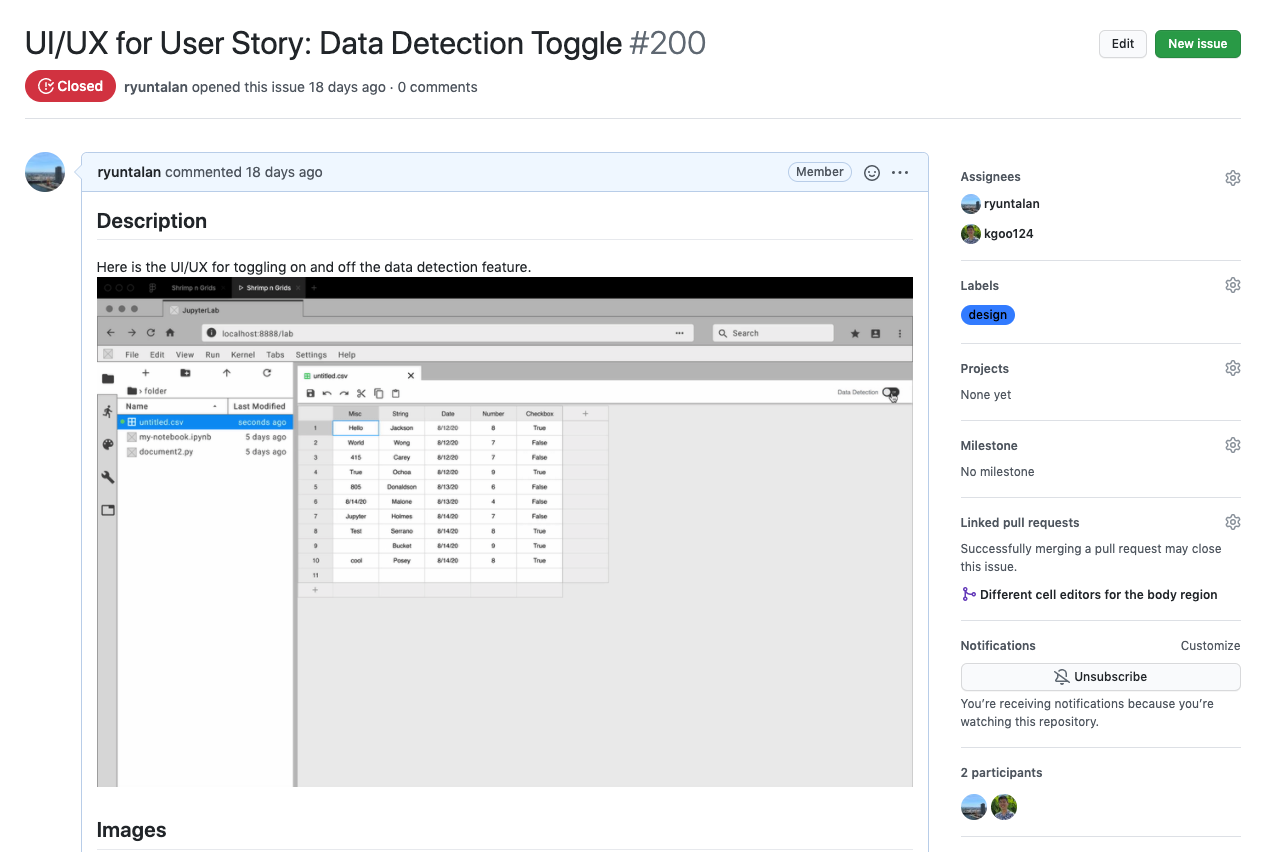 UI/UX for User Story: Data Detection Toggle #200
Edit
New issue
Closed
ryuntalan opened this issue 18 days ago · 0 comments
ryuntalan commented 18 days ago
Member
Description
Here is the UI/UX for toggling on and off the data detection feature.
Shrimp n Grids
Shrimp n Grids
JupyterLab
localhost:8888/lab
Search
File Edit View Run Kernel Tabs Settings Help
› folder
Name Last Modified
untitled.csv seconds ago
my-notebook.ipynb 5 days ago
document2.py 5 days ago
untitled.csv
Data Detection
Misc String Date Number Checkbox +
1 Hello Jackson 8/12/20 8 True
2 World Wong 8/12/20 7 False
3 415 Carey 8/12/20 7 False
4 True Ochoa 8/12/20 9 True
5 805 Donaldson 8/13/20 6 False
6 8/14/20 Malone 8/13/20 4 False
7 Jupyter Holmes 8/14/20 7 False
8 Test Serrano 8/14/20 8 True
9 Bucket 8/14/20 9 True
10 cool Posey 8/14/20 8 True
11
+
Images
Assignees
ryuntalan
kgoo124
Labels
design
Projects
None yet
Milestone
No milestone
Linked pull requests
Successfully merging a pull request may close
this issue.
Different cell editors for the body region
Notifications
Customize
Unsubscribe
You're receiving notifications because you're
watching this repository.
2 participants